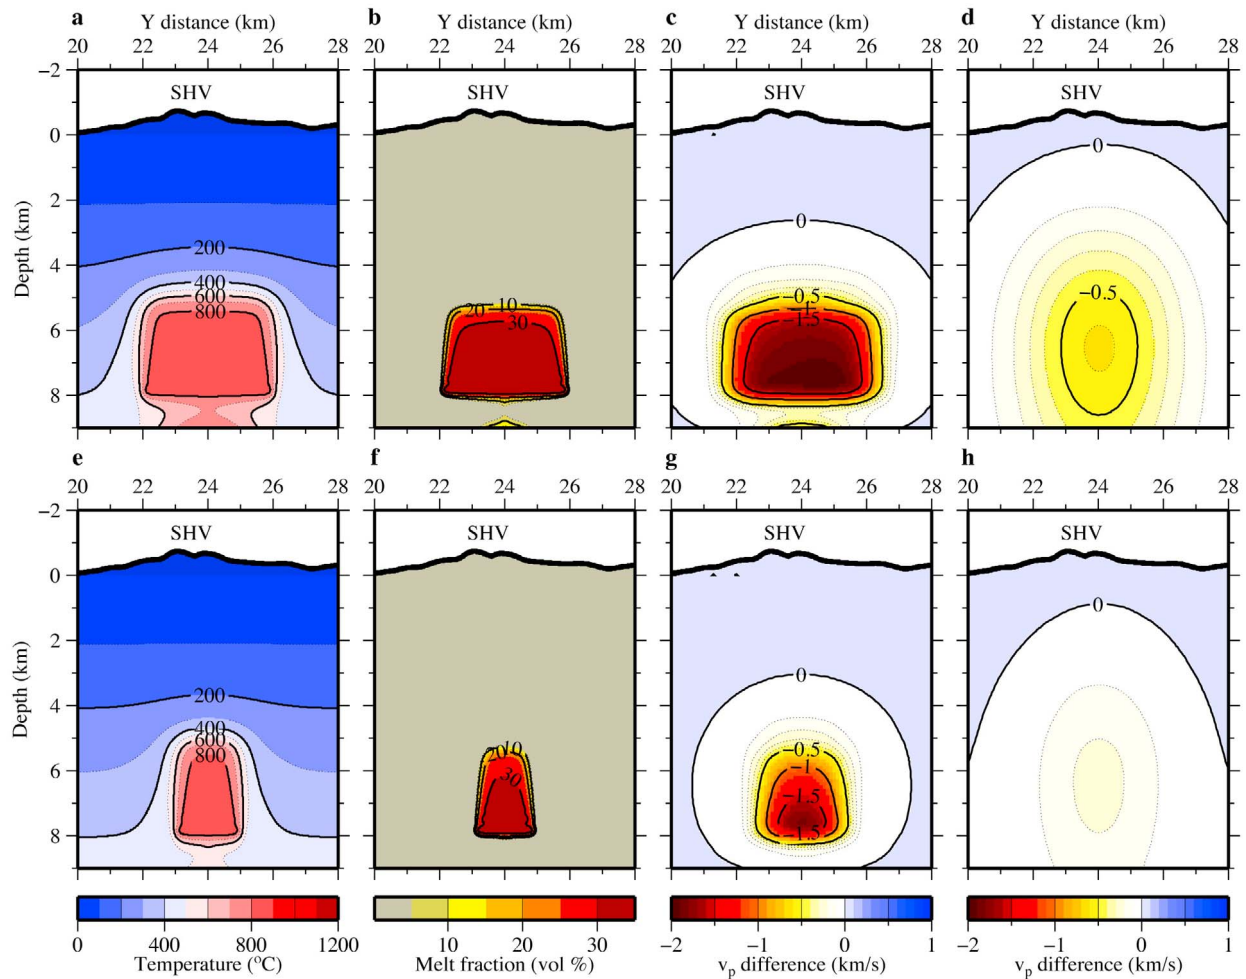 a b c d
Y distance (km) Y distance (km) Y distance (km) Y distance (km)
20 22 24 26 28 20 22 24 26 28 20 22 24 26 28 20 22 24 26 28
−2
SHV SHV SHV SHV
0
0
2
0
200
4
400
−0.5 −0.5
600 20 10 −1
800 30 −1.5
6
8
Depth (km)
e f g h
20 22 24 26 28 20 22 24 26 28 20 22 24 26 28 20 22 24 26 28
−2
SHV SHV SHV SHV
0
0
2
0
200
4
400
600 20 10 −0.5
800 −1
6
30
−1.5
−1.5
8
Depth (km)
0 400 800 1200 10 20 30 −2 −1 0 1 −2 −1 0 1
Temperature (°C) Melt fraction (vol %) vₚ difference (km/s) vₚ difference (km/s)